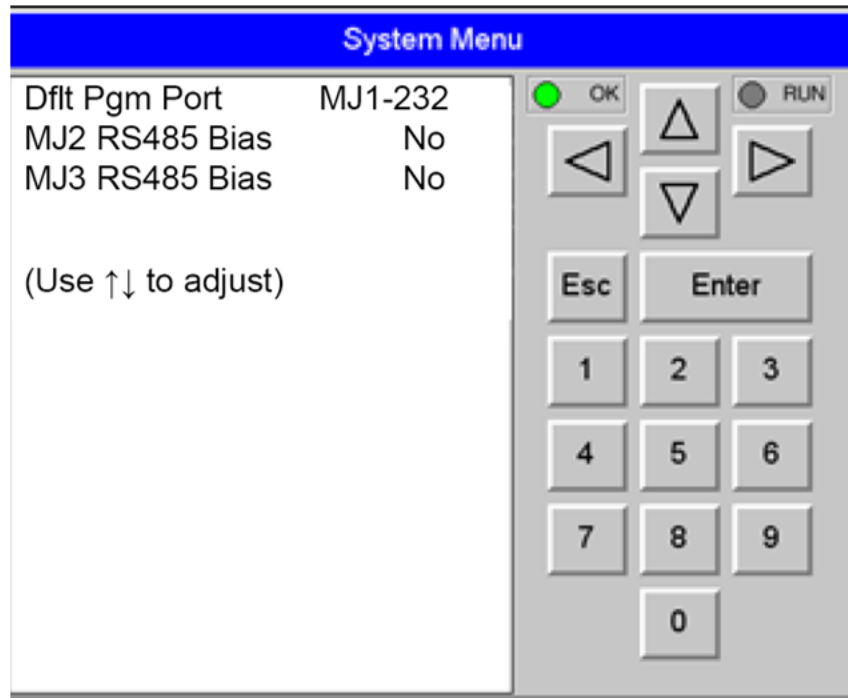 System Menu
Dflt Pgm Port MJ1-232
MJ2 RS485 Bias No
MJ3 RS485 Bias No
(Use ↑↓ to adjust)
OK RUN
Esc Enter
1 2 3
4 5 6
7 8 9
0